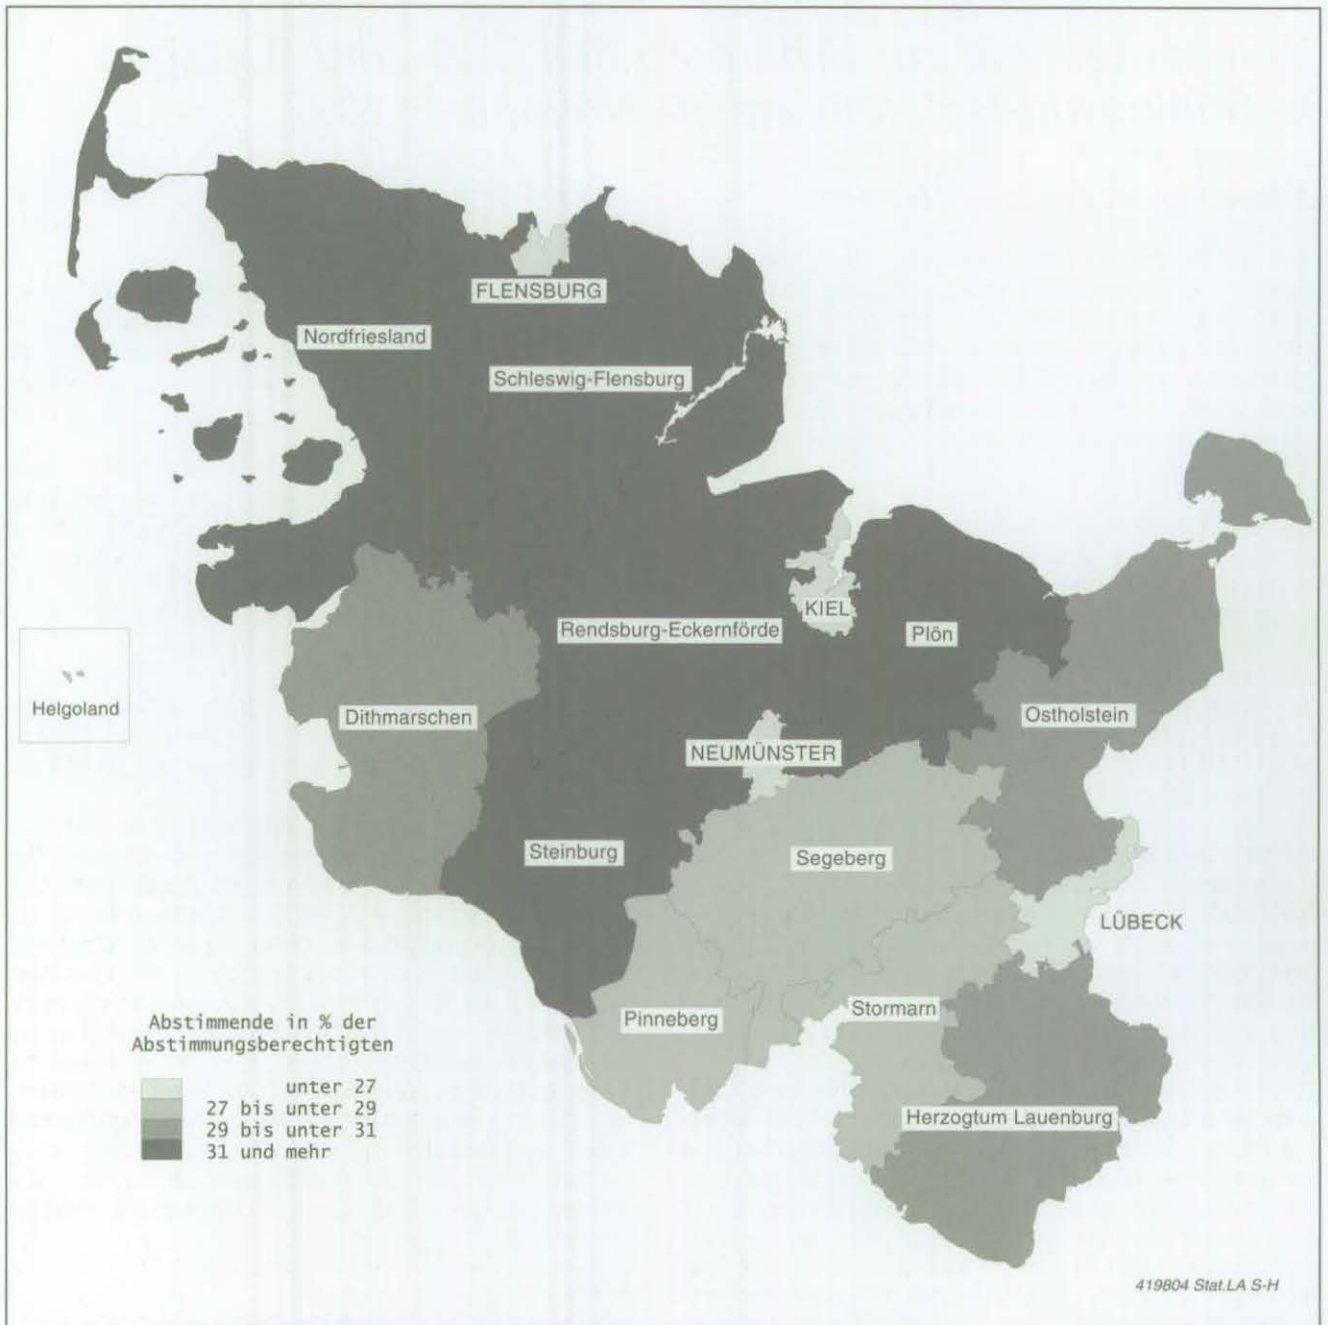 FLENSBURG
Nordfriesland
Schleswig-Flensburg
KIEL
Rendsburg-Eckernförde
Plön
Helgoland
Dithmarschen
Ostholstein
NEUMÜNSTER
Steinburg
Segeberg
LÜBECK
Stormarn
Pinneberg
Abstimmende in % der
Abstimmungsberechtigten
unter 27
27 bis unter 29
29 bis unter 31
31 und mehr
Herzogtum Lauenburg
419804 Stat.LA S-H